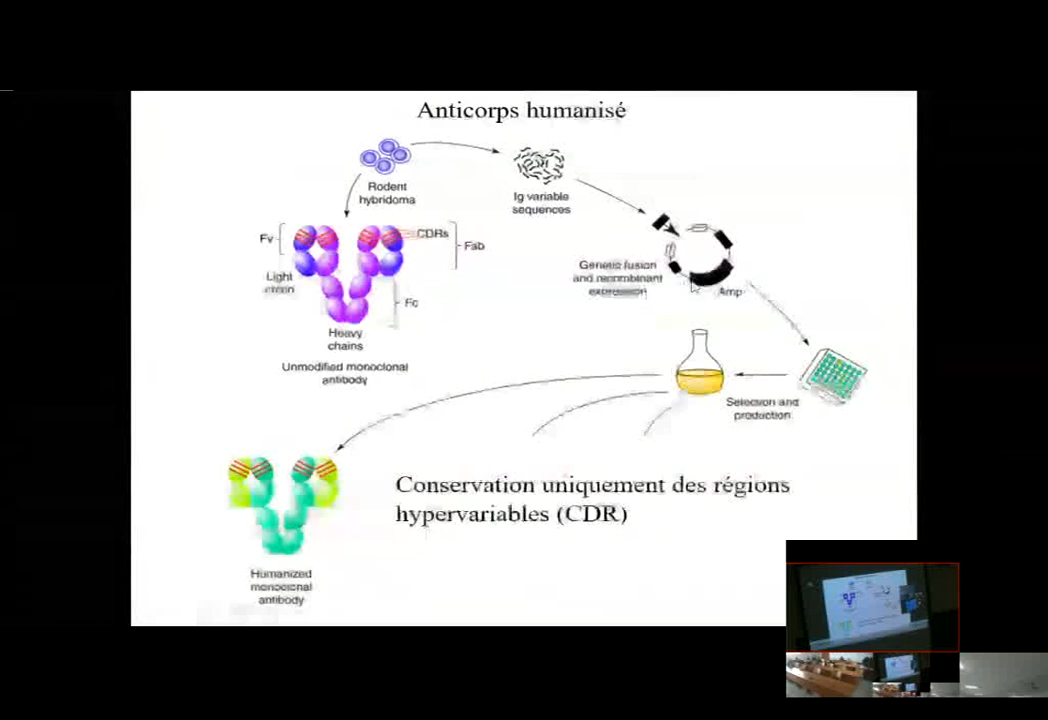 Anticorps humanisé
Rodent
hybridoma
Ig variable
sequences
Fv
CDRs
Fab
Light
chain
Fc
Heavy
chains
Unmodified monoclonal
antibody
Genetic fusion
and recombinant
expression
Amp
Selection and
production
Conservation uniquement des régions
hypervariables (CDR)
Humanized
monoclonal
antibody